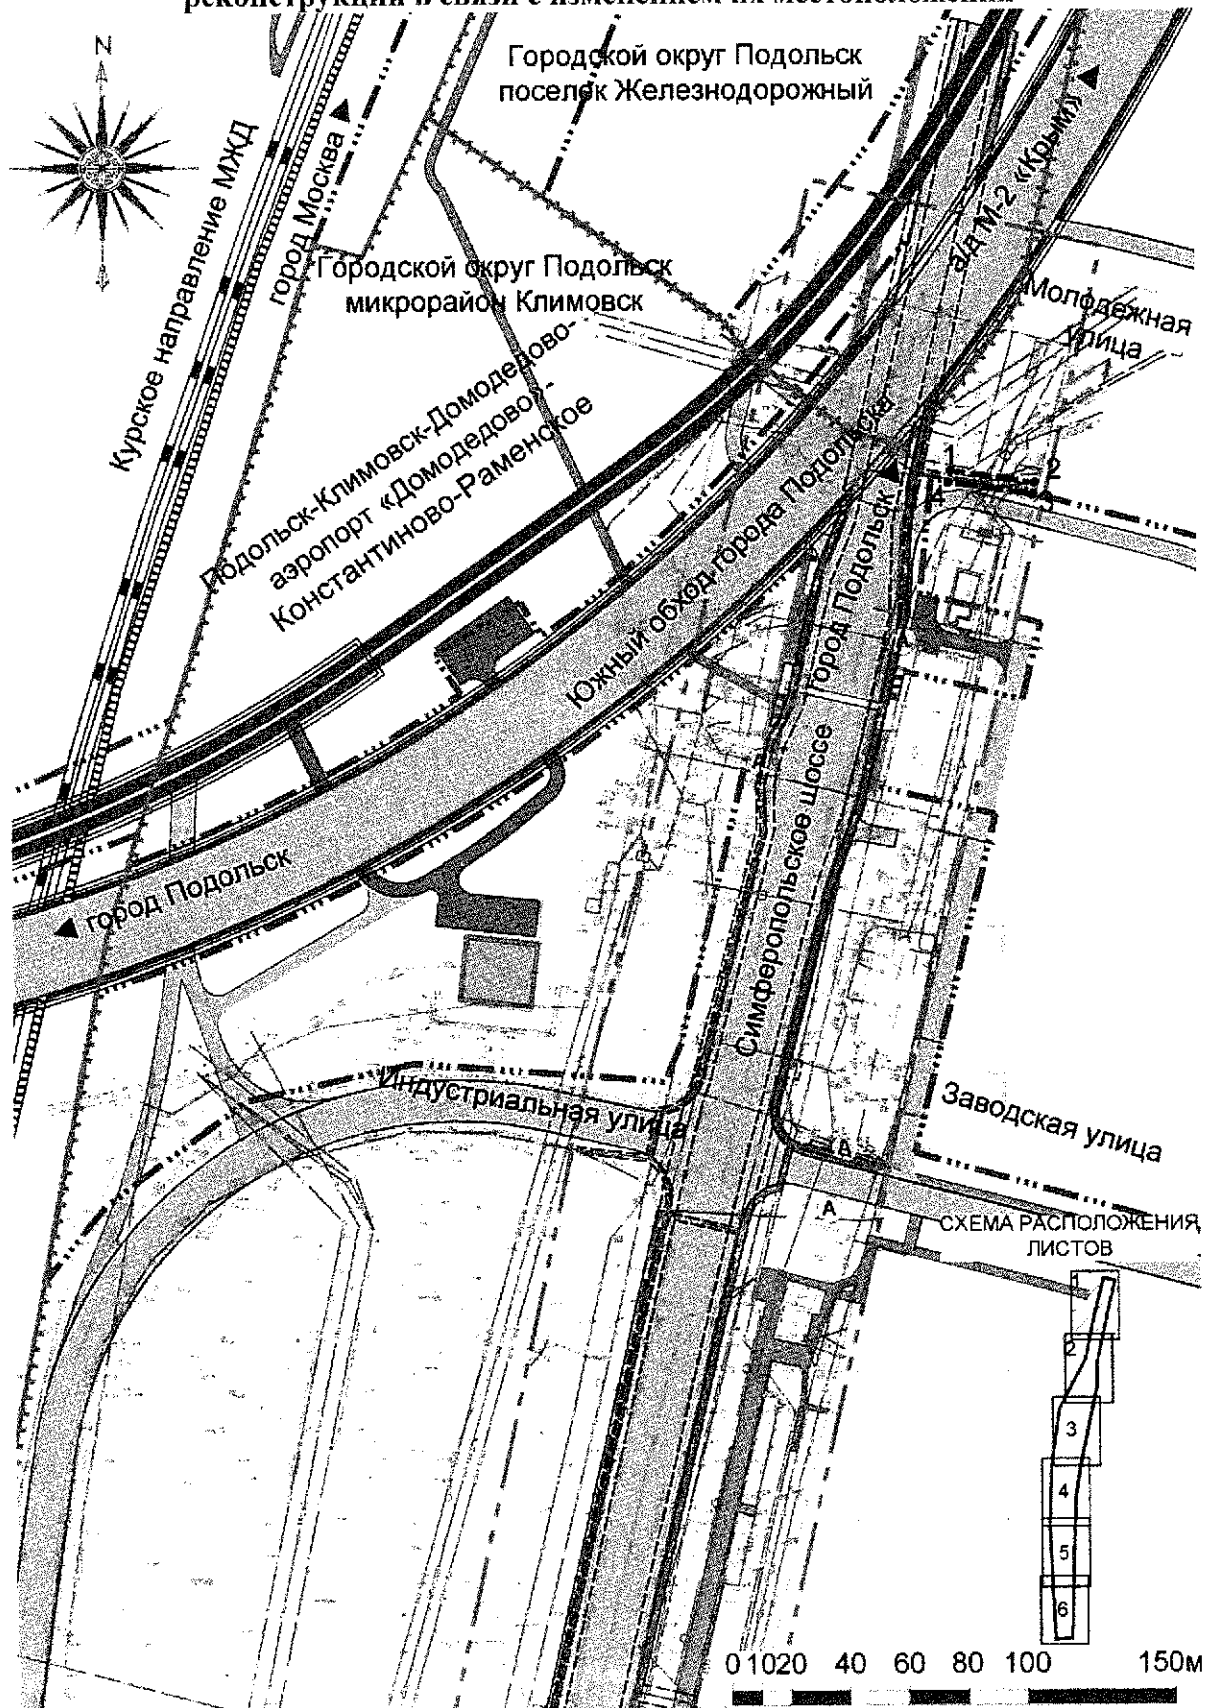 реконструкции в связи с изменением их местоположения
N
Городской округ Подольск
поселок Железнодорожный
Курское направление МЖД
город Москва
а/д М-2 «Крым»
Городской округ Подольск
микрорайон Климовск
Молодежная
улица
Подольск-Климовск-Домодедово-
аэропорт «Домодедово»-
Константиново-Раменское
1
2
3
4
Южный обход города Подольска
город Подольск
Симферопольское шоссе
город Подольск
Индустриальная улица
Заводская улица
А
А
СХЕМА РАСПОЛОЖЕНИЯ
ЛИСТОВ
1
2
3
4
5
6
0 10 20 40 60 80 100 150м